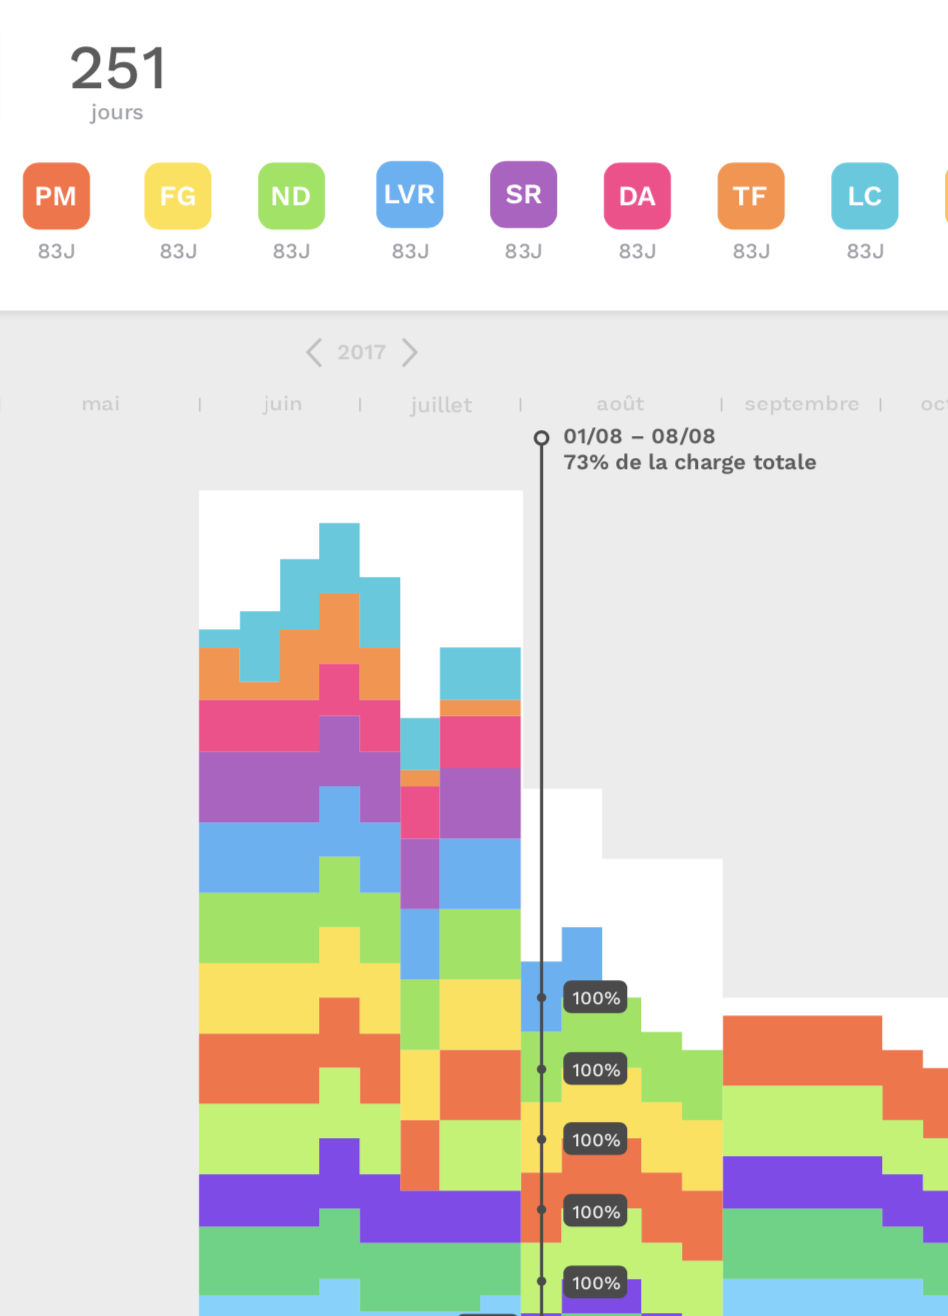 251
jours
PM FG ND LVR SR DA TF LC
83J 83J 83J 83J 83J 83J 83J 83J
2017
mai juin juillet août septembre oct
01/08 – 08/08
73% de la charge totale
100%
100%
100%
100%
100%